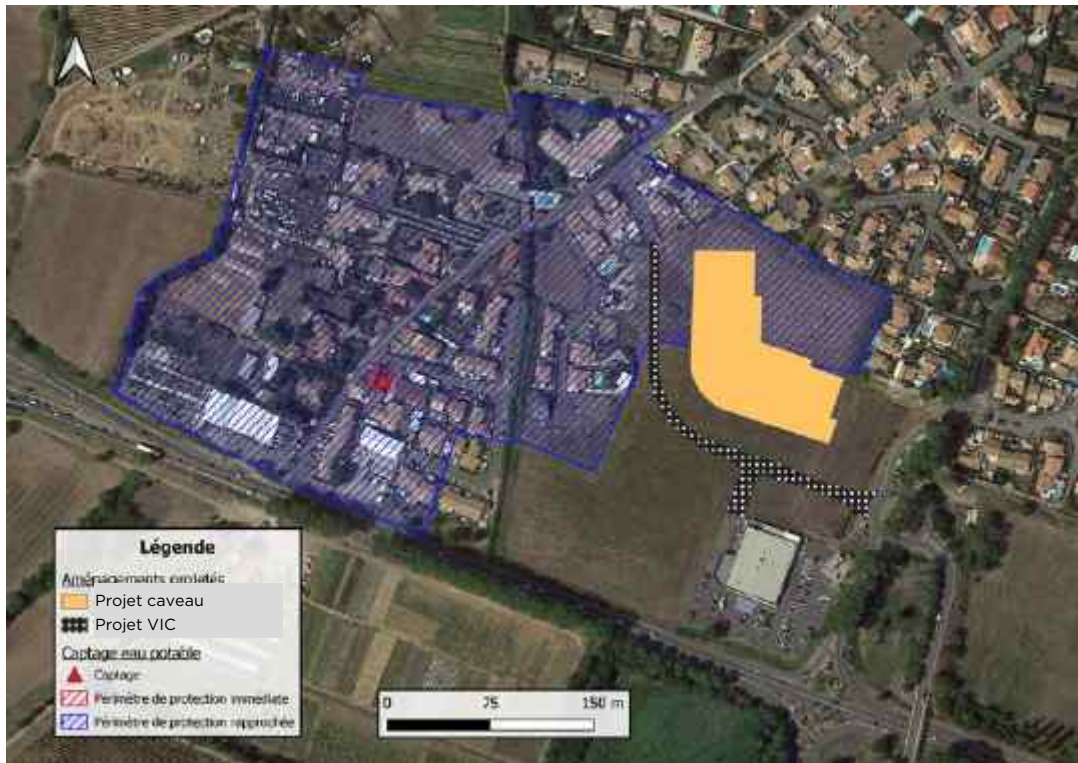 Légende
Aménagements projetés
Projet caveau
Projet VIC
Captage eau potable
Captage
Périmètre de protection immédiate
Périmètre de protection rapprochée
0 75 150 m